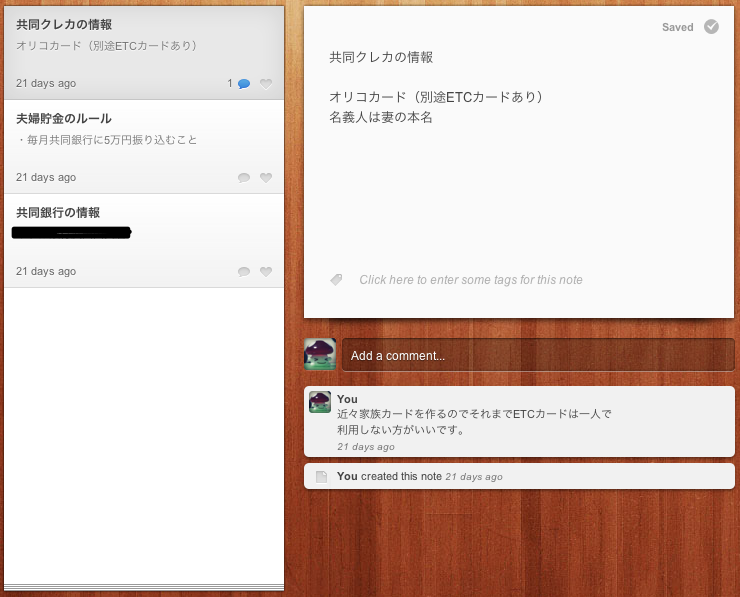 共同クレカの情報
オリコカード（別途ETCカードあり）
21 days ago
1
夫婦貯金のルール
・毎月共同銀行に5万円振り込むこと
21 days ago
共同銀行の情報
21 days ago
Saved
共同クレカの情報
オリコカード（別途ETCカードあり）
名義人は妻の本名
Click here to enter some tags for this note
Add a comment...
You
近々家族カードを作るのでそれまでETCカードは一人で
利用しない方がいいです。
21 days ago
You created this note 21 days ago